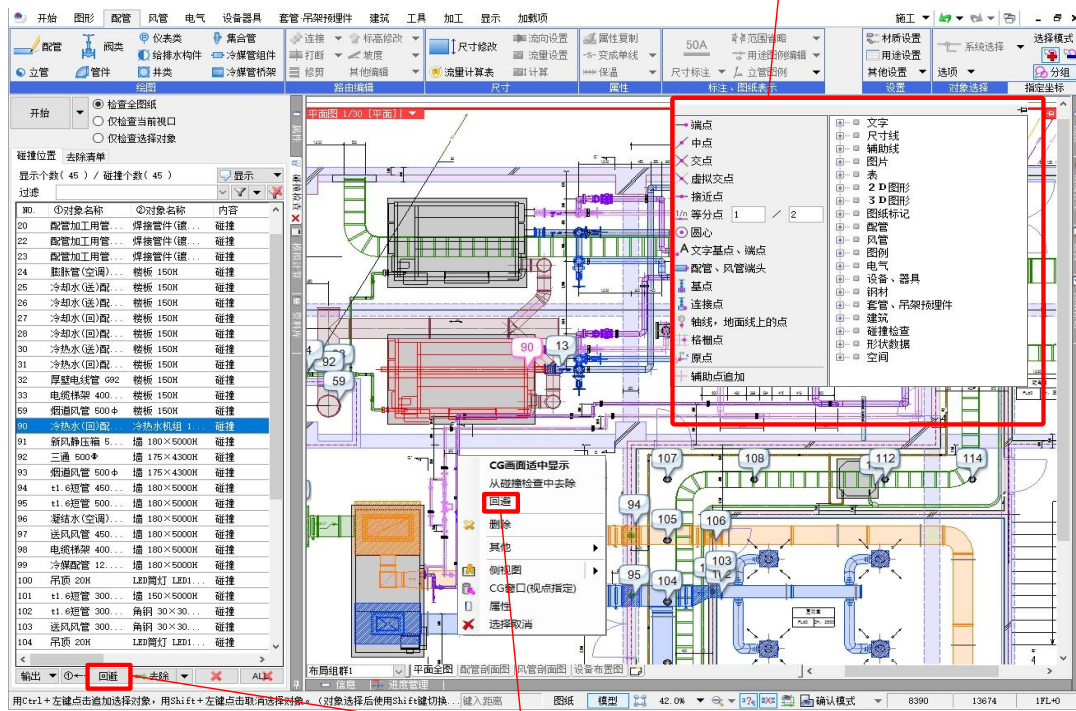 开始 图形 配管 风管 电气 设备器具 套管·吊架预埋件 建筑 工具 加工 显示 加载项 施工
配管 阀类 仪表类 集合管
给排水构件 冷媒管组件
立管 管件 井类 冷媒管桥架
绘图
连接 标高修改
打断 坡度
修剪 其他编辑
路由编辑
尺寸修改 流向设置
流量设置
流量计算表 计算
尺寸
属性复制
变成单线
保温
属性
50A 范围省略
用途图例编辑
尺寸标注 立管图例
标注、图纸表示
材质设置
用途设置
其他设置
设置
系统选择
选项
对象选择
选择模式
分组
指定坐标
开始
检查全图纸
仅检查当前视口
仅检查选择对象
碰撞位置 去除清单
显示个数( 45 ) / 碰撞个数( 45 ) 显示
过滤
NO. ①对象名称 ②对象名称 内容
20 配管加工用管... 焊接管件(镀... 碰撞
22 配管加工用管... 焊接管件(镀... 碰撞
23 配管加工用管... 焊接管件(镀... 碰撞
24 膨胀管(空调)... 楼板 150H 碰撞
25 冷却水(送)配... 楼板 150H 碰撞
26 冷却水(送)配... 楼板 150H 碰撞
27 冷却水(回)配... 楼板 150H 碰撞
28 冷却水(回)配... 楼板 150H 碰撞
30 冷热水(送)配... 楼板 150H 碰撞
31 冷热水(回)配... 楼板 150H 碰撞
32 厚壁电线管 G92 楼板 150H 碰撞
33 电缆梯架 400... 楼板 150H 碰撞
59 烟道风管 500φ 楼板 150H 碰撞
90 冷热水(回)配... 冷热水机组 1... 碰撞
91 新风静压箱 5... 墙 180×5000H 碰撞
92 三通 500Φ 墙 175×4300H 碰撞
93 烟道风管 500φ 墙 175×4300H 碰撞
94 t1.6短管 450... 墙 180×5000H 碰撞
95 t1.6短管 500... 墙 180×5000H 碰撞
96 凝结水(空调)... 墙 180×5000H 碰撞
97 送风风管 450... 墙 180×5000H 碰撞
98 电缆梯架 400... 墙 180×5000H 碰撞
99 冷媒配管 12... 墙 180×5000H 碰撞
100 吊顶 20H LED筒灯 LED1... 碰撞
101 t1.6短管 300... 墙 150×5000H 碰撞
102 t1.6短管 300... 角钢 30×30... 碰撞
103 送风风管 300... 角钢 30×30... 碰撞
104 吊顶 20H LED筒灯 LED1... 碰撞
输出 ①← 回避 去除 ALL
平面图 1/30 [平面]
端点
中点
交点
虚拟交点
接近点
1/n 等分点 1 / 2
圆心
A 文字基点、端点
配管、风管端头
基点
连接点
轴线，地面线上的点
格栅点
原点
辅助点追加
文字
尺寸线
辅助线
图片
表
2D图形
3D图形
图纸标记
配管
风管
图例
电气
设备、器具
钢材
套管、吊架预埋件
建筑
碰撞检查
形状数据
空间
90
13
92
59
107
108
112
114
94
105
106
103
95
104
CG画面适中显示
从碰撞检查中去除
回避
删除
其他
侧视图
CG窗口(视点指定)
属性
选择取消
布局组群1 平面全图 配管剖面图 风管剖面图 设备布置图
信息 进度管理
用Ctrl+左键点击追加选择对象，用Shift+左键点击取消选择对象。(对象选择后使用Shift键切换... 键入距离 图纸 模型 42.0% 确认模式 8390 13674 1FL+0